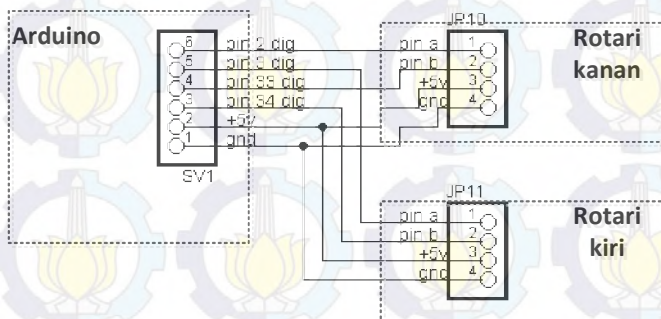 Arduino
6 pin 2 dig
5 pin 3 dig
4 pin 33 dig
3 pin 34 dig
2 +5v
1 gnd
SV1
JP10
pin a 1
pin b 2
+5v 3
gnd 4
Rotari
kanan
JP11
pin a 1
pin b 2
+5v 3
gnd 4
Rotari
kiri